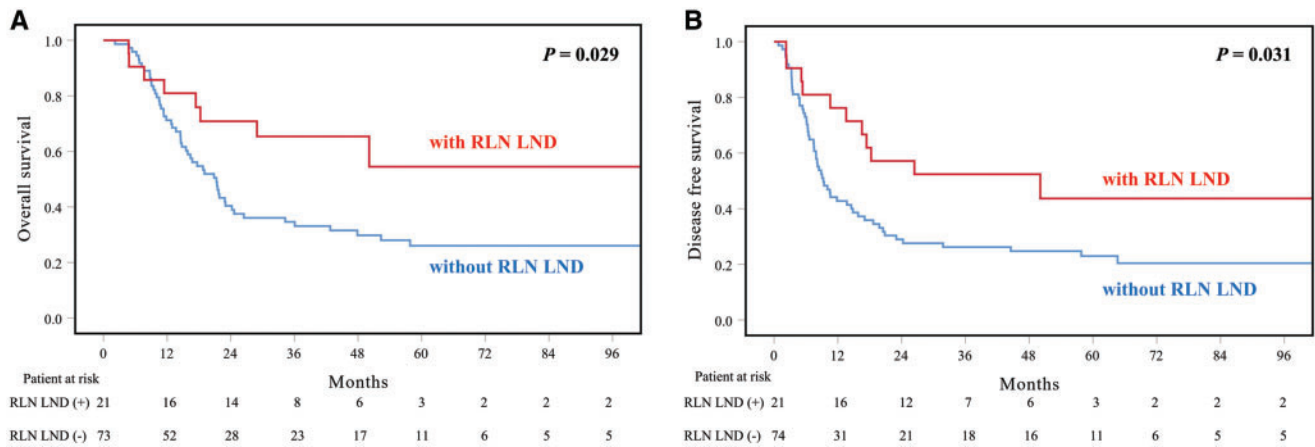 A
Overall survival
1.0
0.8
0.6
0.4
0.2
0.0
P = 0.029
with RLN LND
without RLN LND
0 12 24 36 48 60 72 84 96
Months
Patient at risk
RLN LND (+) 21 16 14 8 6 3 2 2 2
RLN LND (-) 73 52 28 23 17 11 6 5 5
B
Disease free survival
1.0
0.8
0.6
0.4
0.2
0.0
P = 0.031
with RLN LND
without RLN LND
0 12 24 36 48 60 72 84 96
Months
Patient at risk
RLN LND (+) 21 16 12 7 6 3 2 2 2
RLN LND (-) 74 31 21 18 16 11 6 5 5